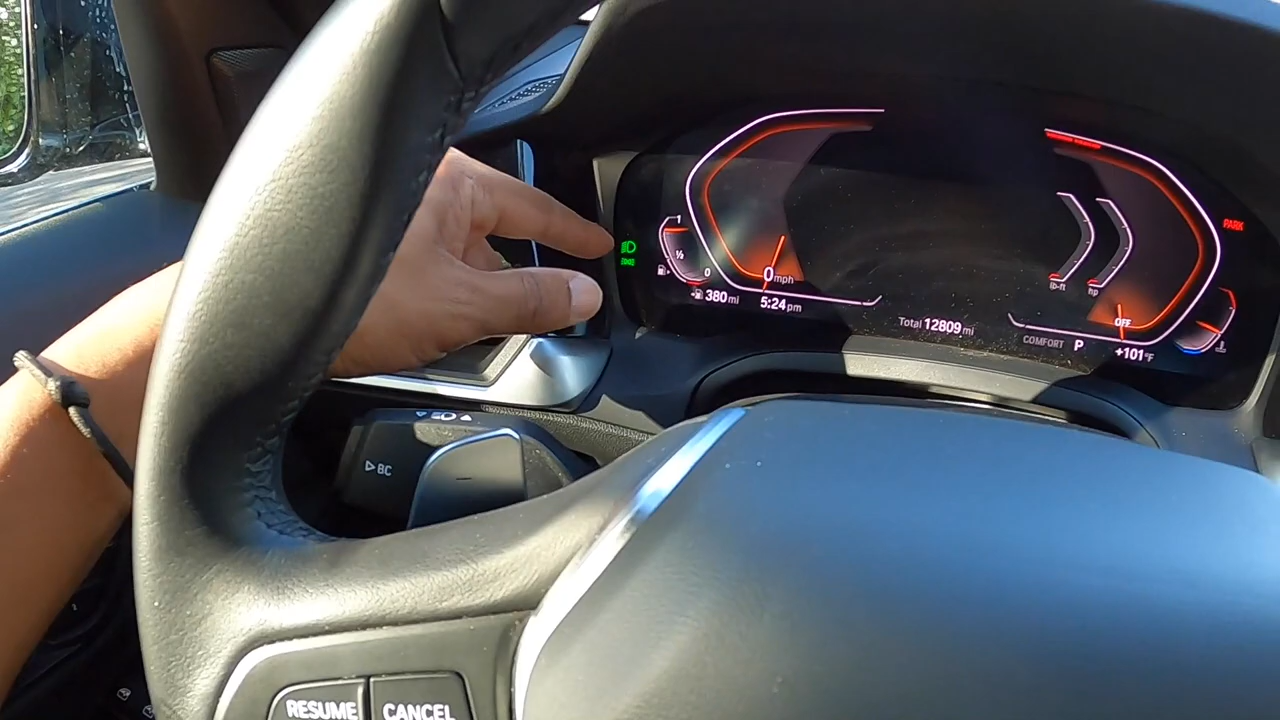 1
½
0
380 mi
0 mph
5:24 pm
Total 12809 mi
lb-ft
hp
OFF
COMFORT P
+101°F
PARK
BC
RESUME
CANCEL